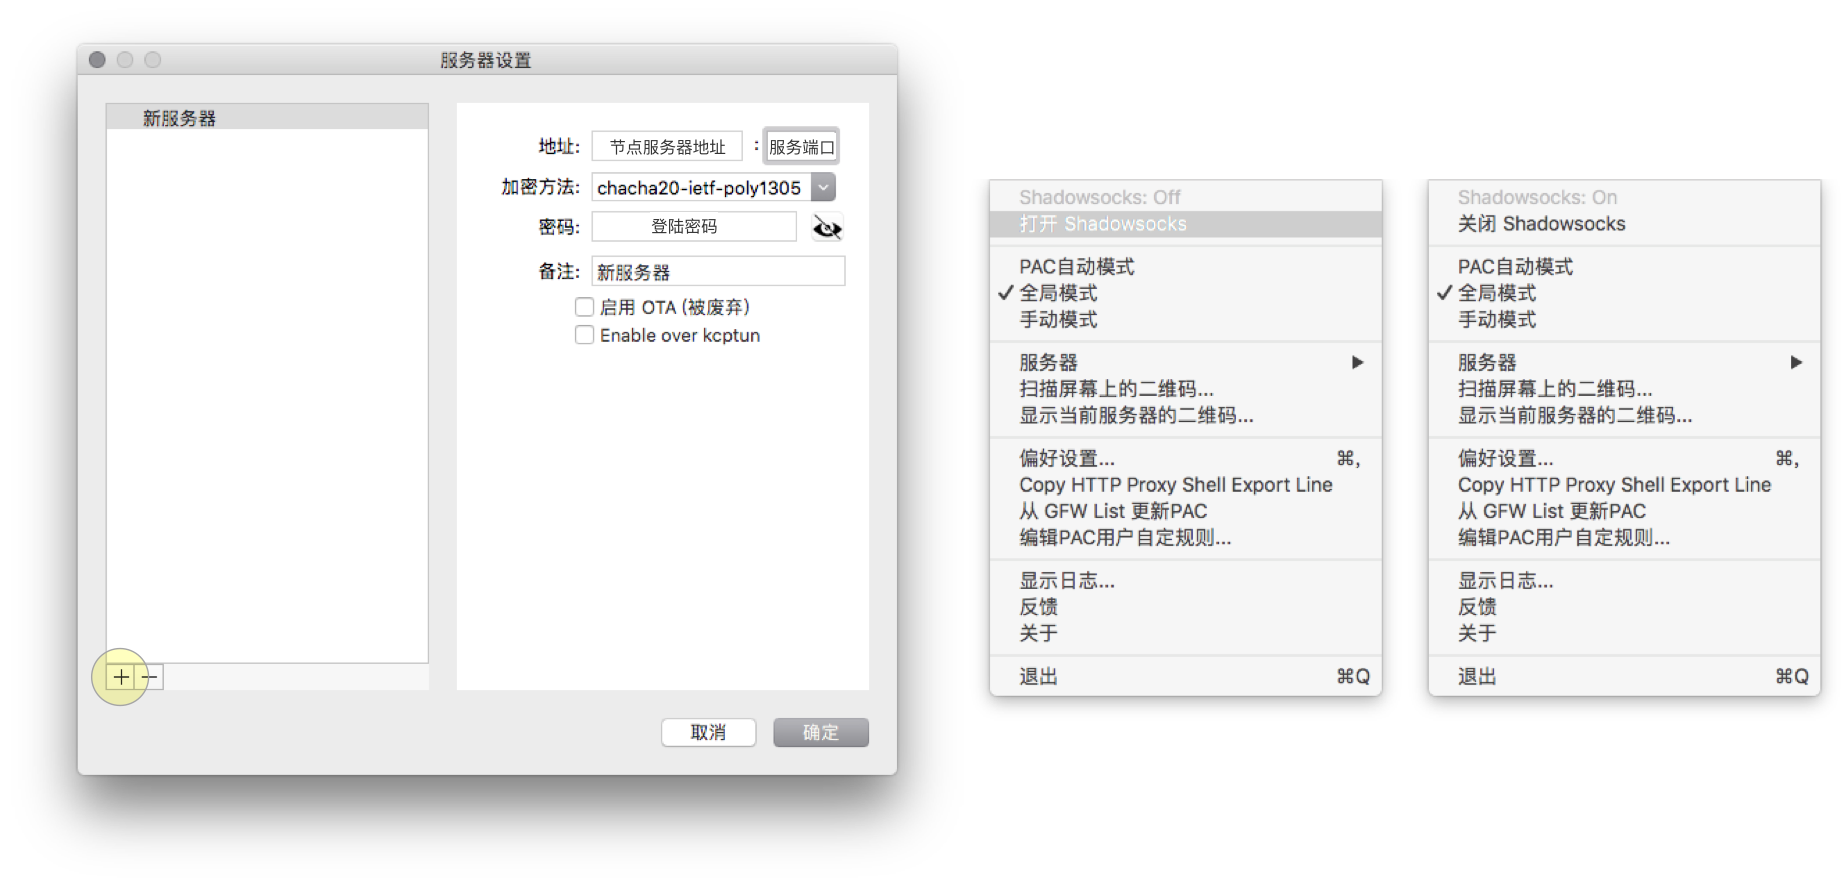 服务器设置
新服务器
地址: 节点服务器地址 : 服务端口
加密方法: chacha20-ietf-poly1305
密码: 登陆密码
备注: 新服务器
启用 OTA (被废弃)
Enable over kcptun
+ −
取消 确定
Shadowsocks: Off
打开 Shadowsocks
PAC自动模式
✓ 全局模式
手动模式
服务器 ▶
扫描屏幕上的二维码...
显示当前服务器的二维码...
偏好设置... ⌘,
Copy HTTP Proxy Shell Export Line
从 GFW List 更新PAC
编辑PAC用户自定规则...
显示日志...
反馈
关于
退出 ⌘Q
Shadowsocks: On
关闭 Shadowsocks
PAC自动模式
✓ 全局模式
手动模式
服务器 ▶
扫描屏幕上的二维码...
显示当前服务器的二维码...
偏好设置... ⌘,
Copy HTTP Proxy Shell Export Line
从 GFW List 更新PAC
编辑PAC用户自定规则...
显示日志...
反馈
关于
退出 ⌘Q